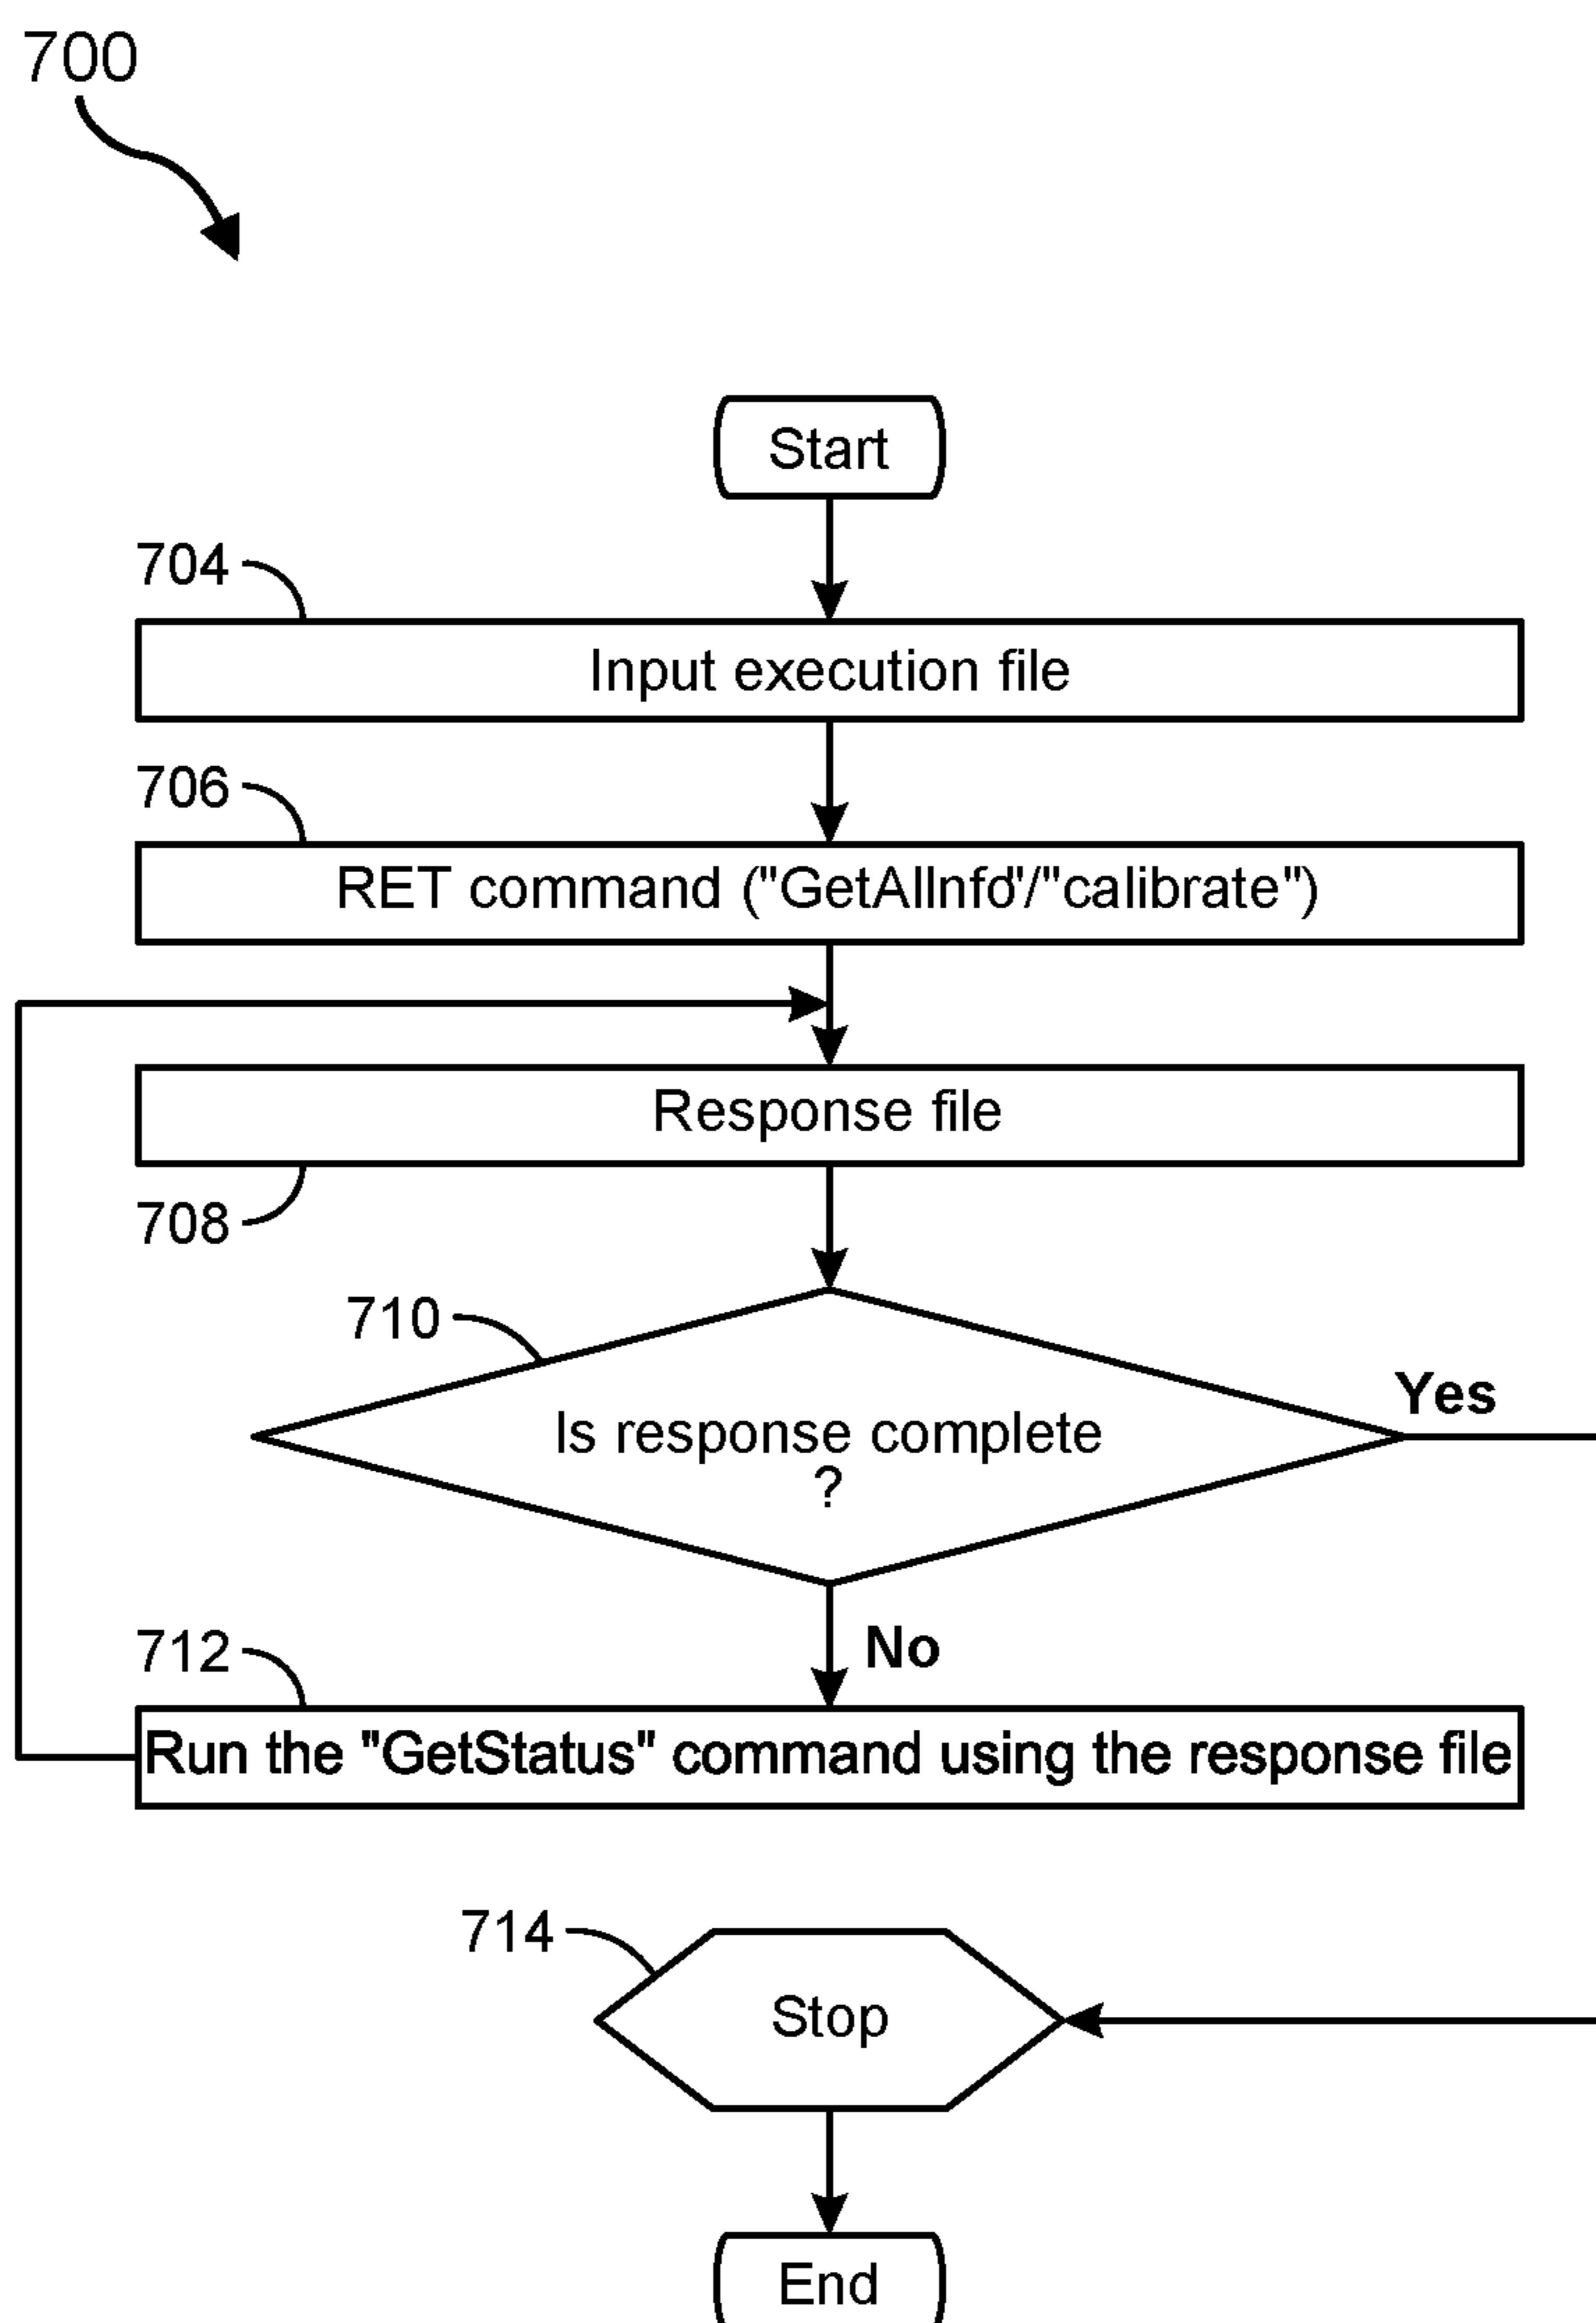 700
Start
704
Input execution file
706
RET command ("GetAllInfo"/"calibrate")
Response file
708
710
Is response complete
?
Yes
No
712
Run the "GetStatus" command using the response file
714
Stop
End